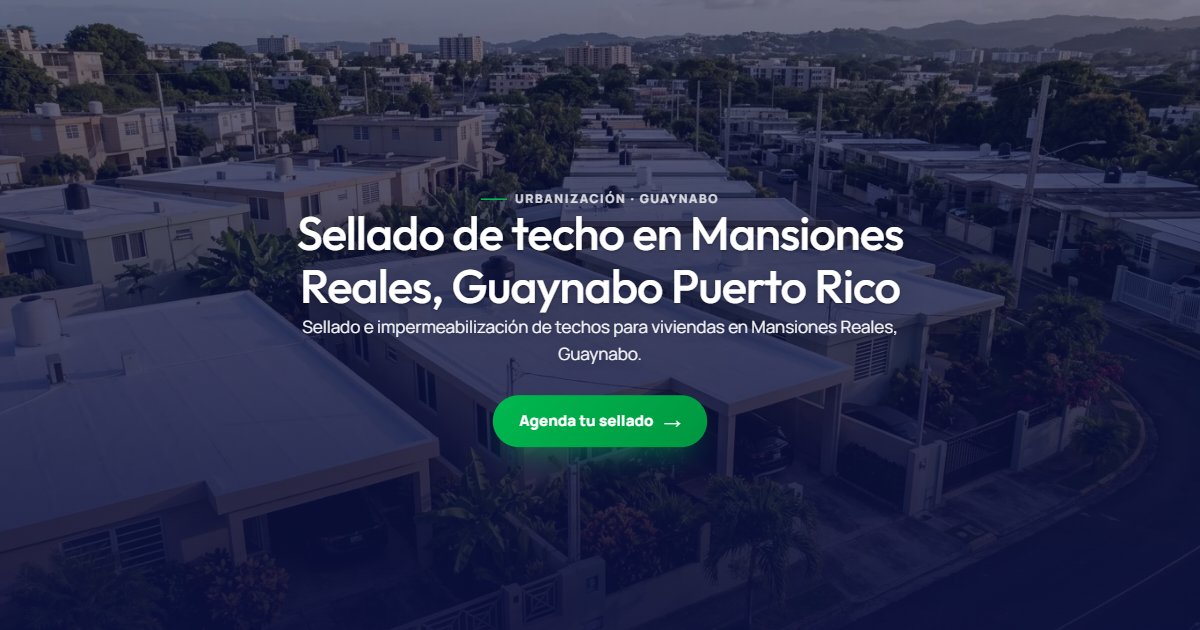 URBANIZACIÓN · GUAYNABO
Sellado de techo en Mansiones
Reales, Guaynabo Puerto Rico
Sellado e impermeabilización de techos para viviendas en Mansiones Reales,
Guaynabo.
Agenda tu sellado →